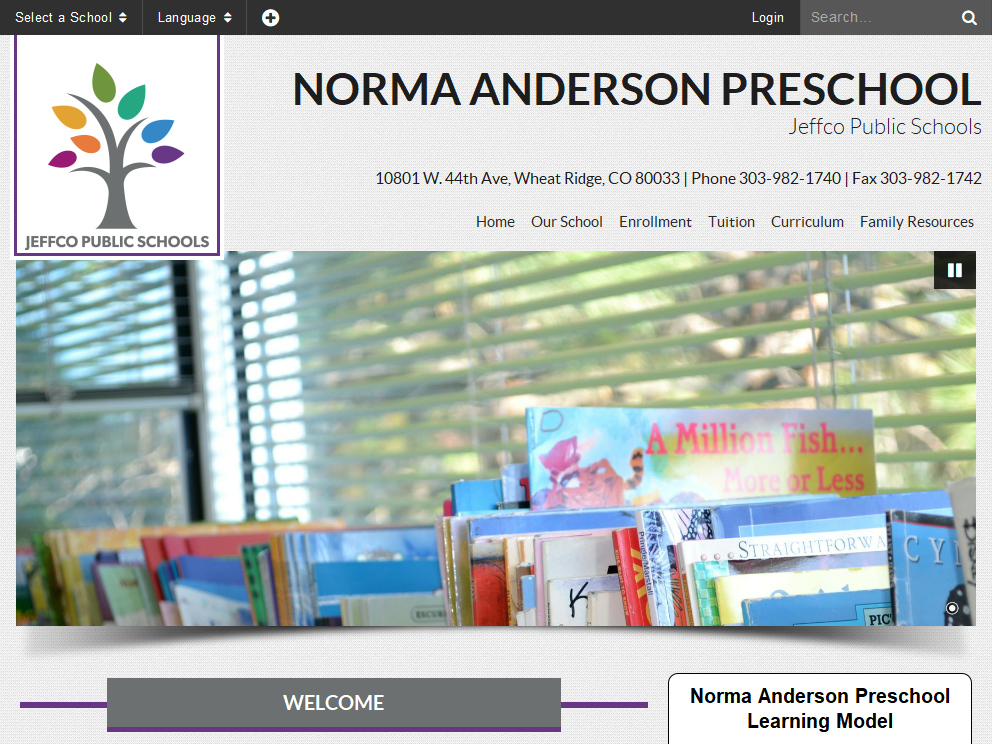 Select a School
Language
Login
Search...
NORMA ANDERSON PRESCHOOL
Jeffco Public Schools
JEFFCO PUBLIC SCHOOLS
10801 W. 44th Ave, Wheat Ridge, CO 80033 | Phone 303-982-1740 | Fax 303-982-1742
Home Our School Enrollment Tuition Curriculum Family Resources
A Million Fish...
More or Less
...STRAIGHTFORWA
CY
PIC
WELCOME
Norma Anderson Preschool
Learning Model